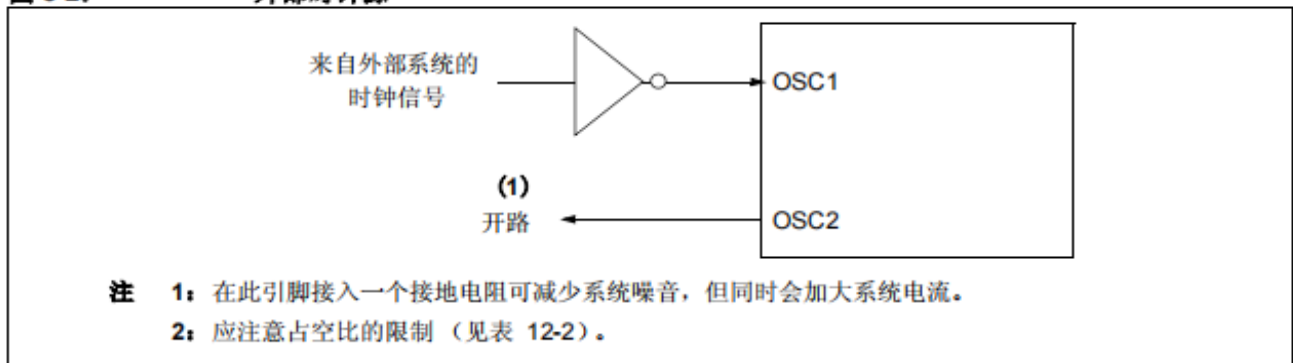 来自外部系统的
时钟信号
OSC1
(1)
开路
OSC2
注 1：在此引脚接入一个接地电阻可减少系统噪音，但同时会加大系统电流。
2：应注意占空比的限制 （见表 12-2）。